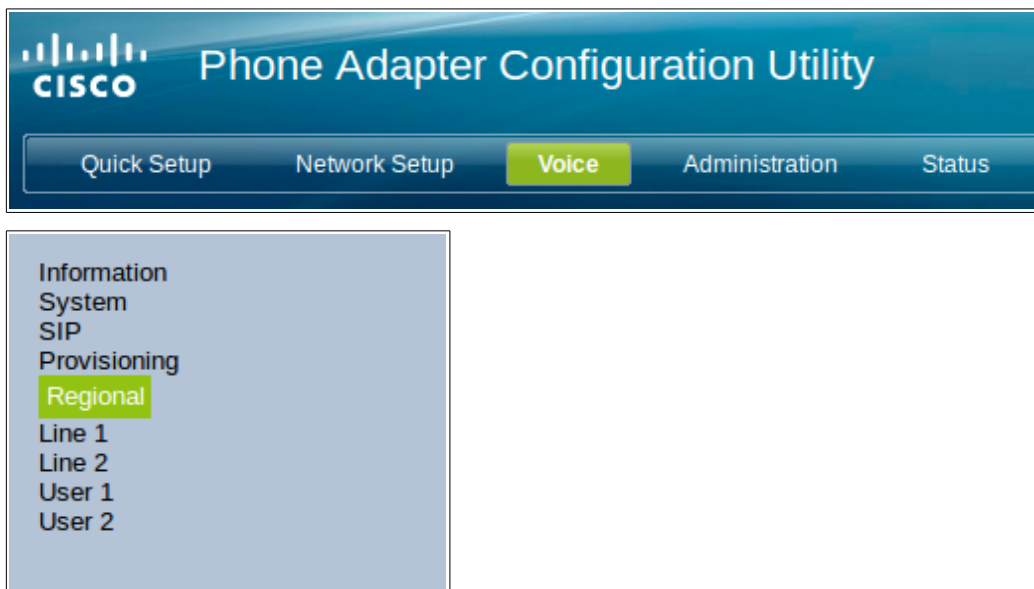 CISCO
Phone Adapter Configuration Utility
Quick Setup Network Setup Voice Administration Status
Information
System
SIP
Provisioning
Regional
Line 1
Line 2
User 1
User 2